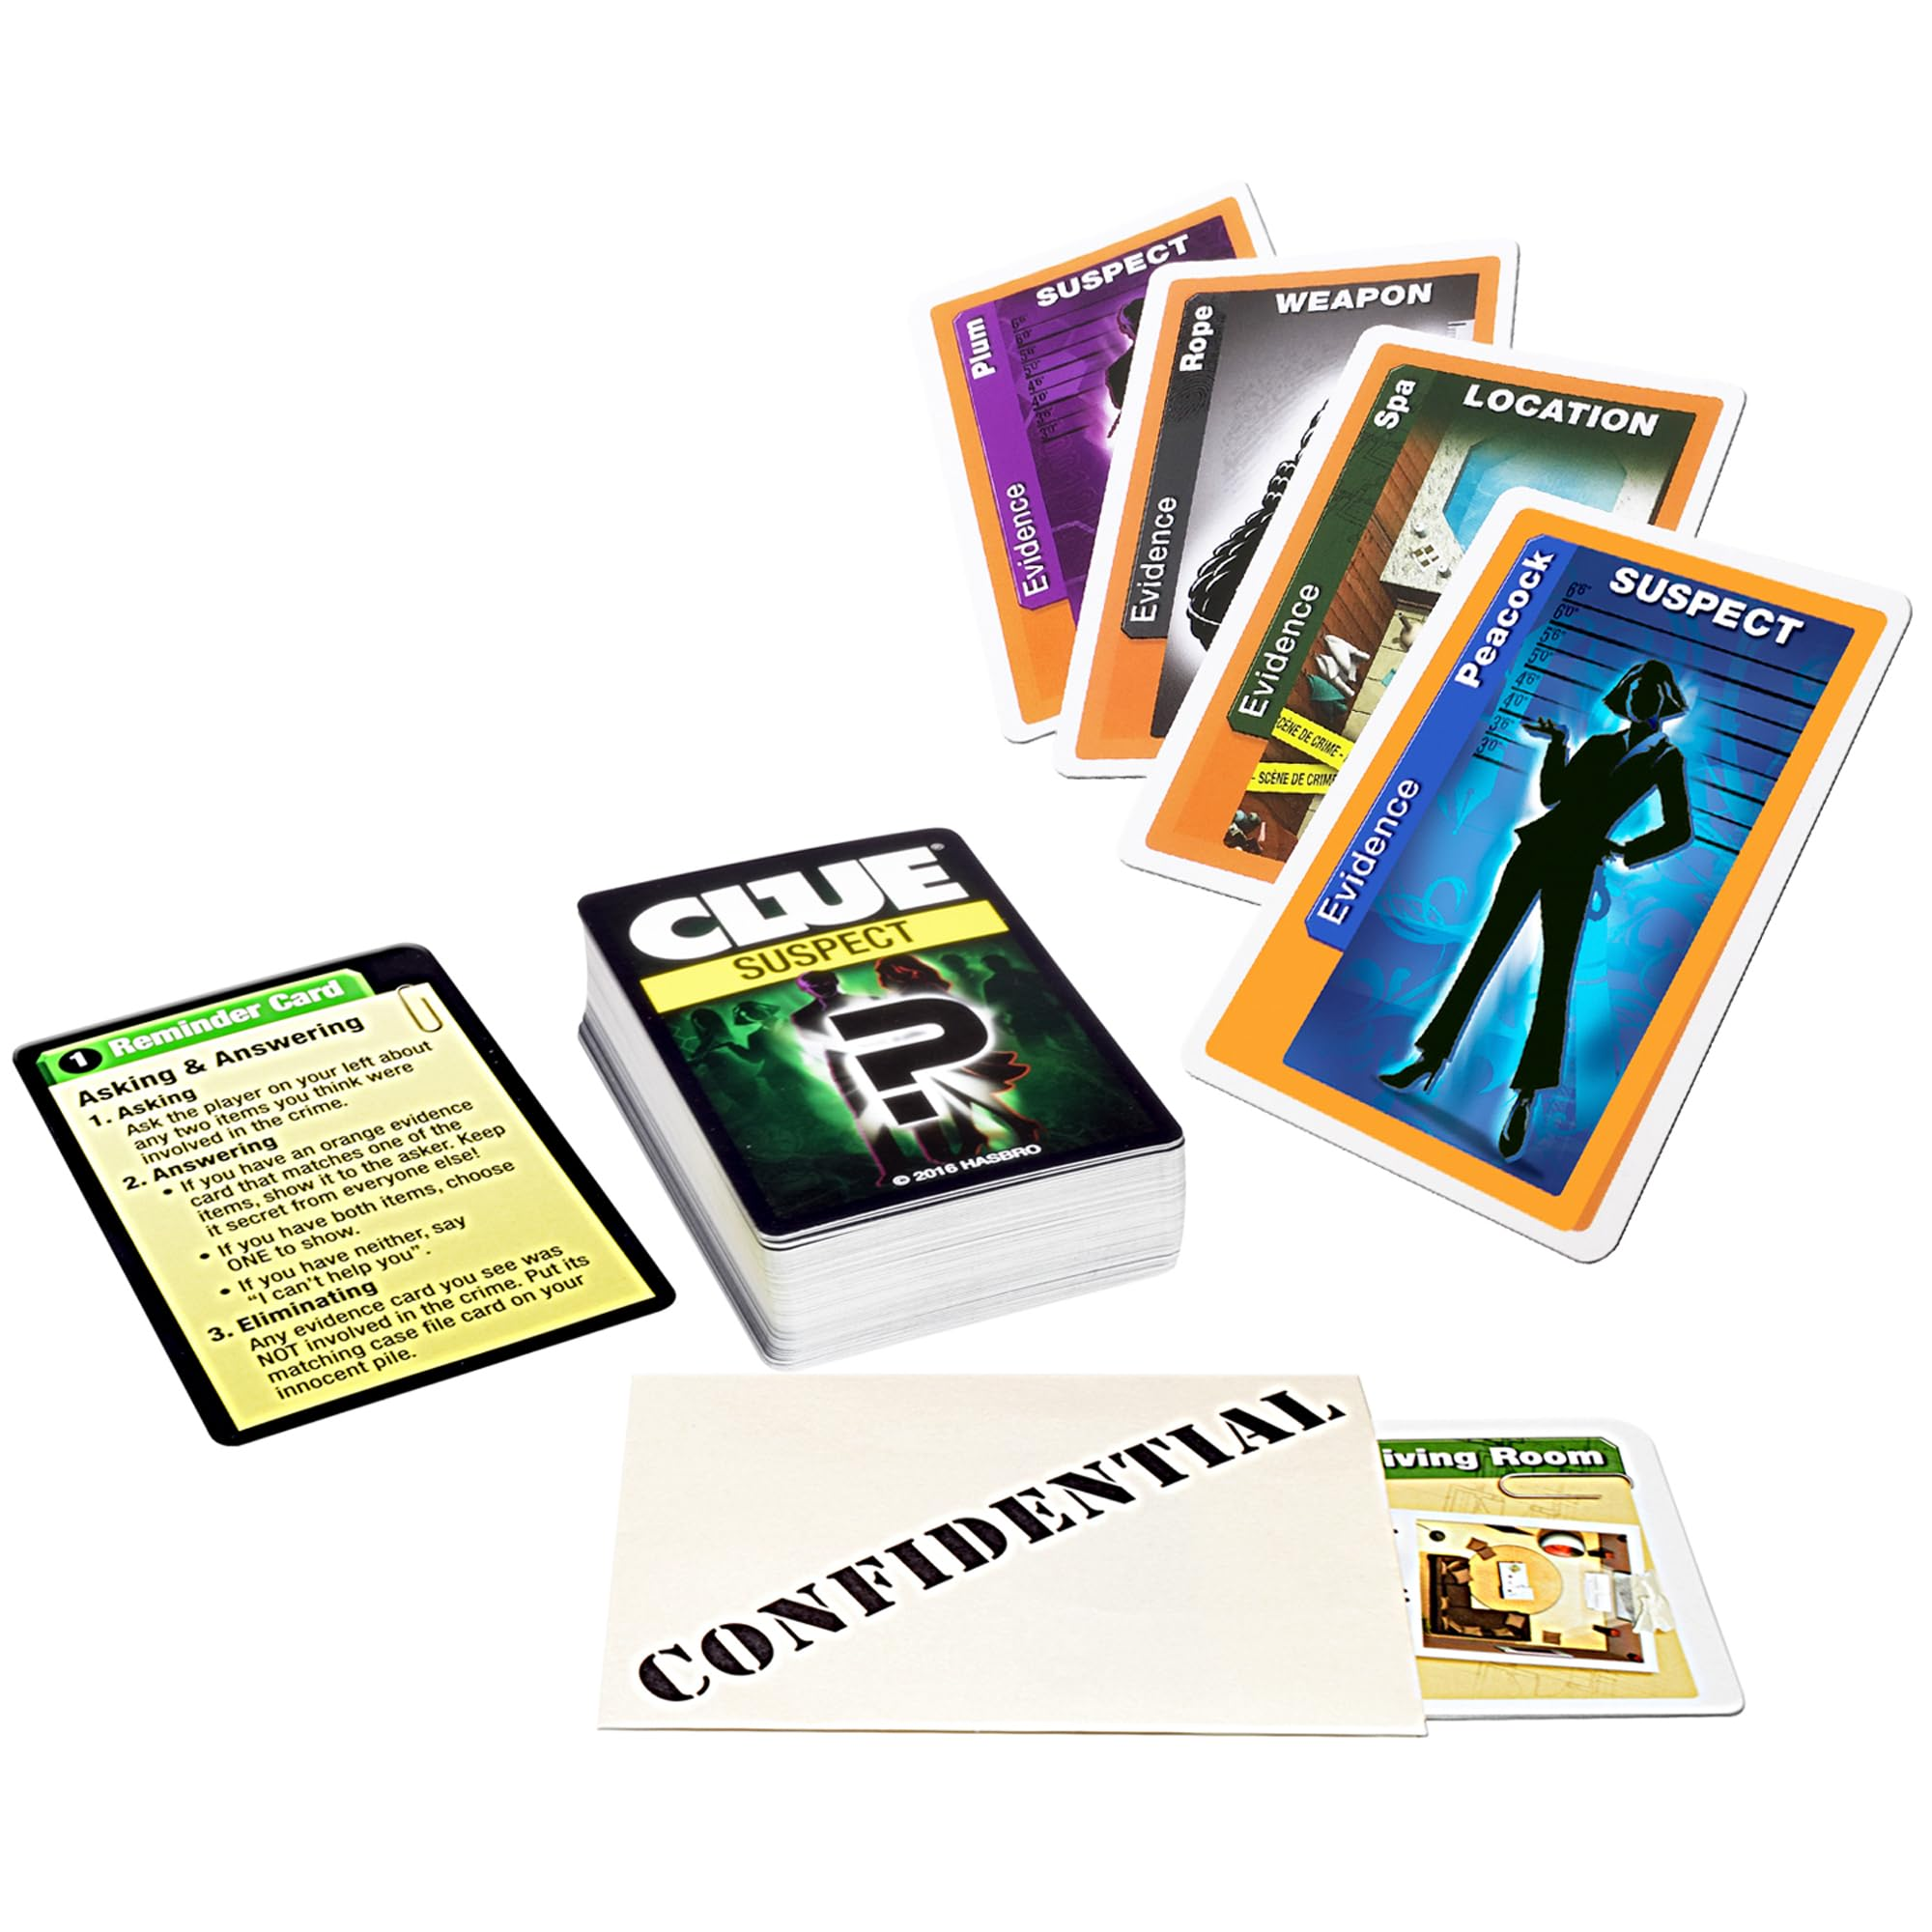 SUSPECT
Plum
Evidence
6'6"
6'0"
WEAPON
Rope
Evidence
LOCATION
Spa
Evidence
SCÈNE DE CRIME -
- SCÈNE DE CRIME
SUSPECT
Peacock
Evidence
6'6"
6'0"
5'6"
5'0"
4'6"
4'0"
3'6"
3'0"
CLUE®
SUSPECT
?
© 2016 HASBRO
1 Reminder Card
Asking & Answering
1. Asking
Ask the player on your left about
any two items you think were
involved in the crime.
2. Answering
• If you have an orange evidence
card that matches one of the
items, show it to the asker. Keep
it secret from everyone else!
• If you have both items, choose
ONE to show.
• If you have neither, say
“I can't help you”.
3. Eliminating
Any evidence card you see was
NOT involved in the crime. Put its
matching case file card on your
innocent pile.
CONFIDENTIAL
iving Room